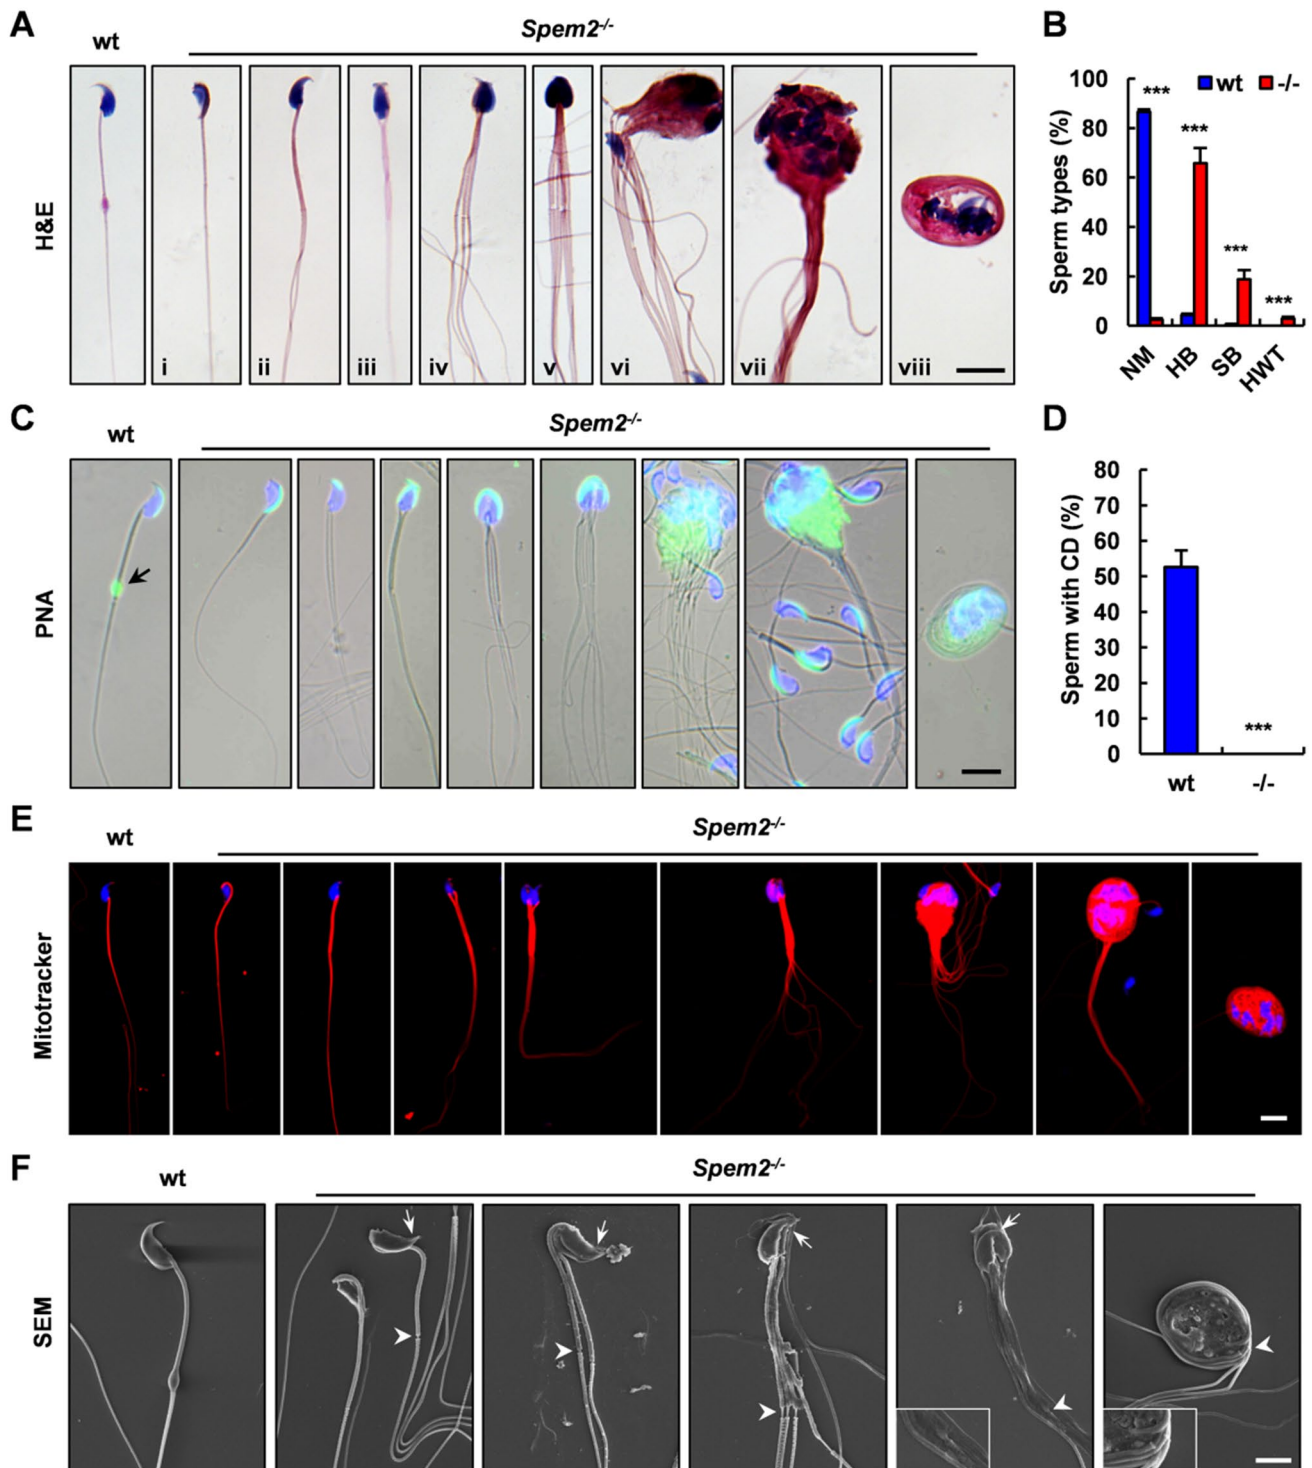 A
wt
Spem2-/-
H&E
i
ii
iii
iv
v
vi
vii
viii
B
100
80
60
40
20
0
Sperm types (%)
wt
-/-
***
***
***
***
NM
HB
SB
HWT
C
wt
Spem2-/-
PNA
D
80
70
60
50
40
30
20
10
0
Sperm with CD (%)
***
wt
-/-
E
wt
Spem2-/-
Mitotracker
F
wt
Spem2-/-
SEM